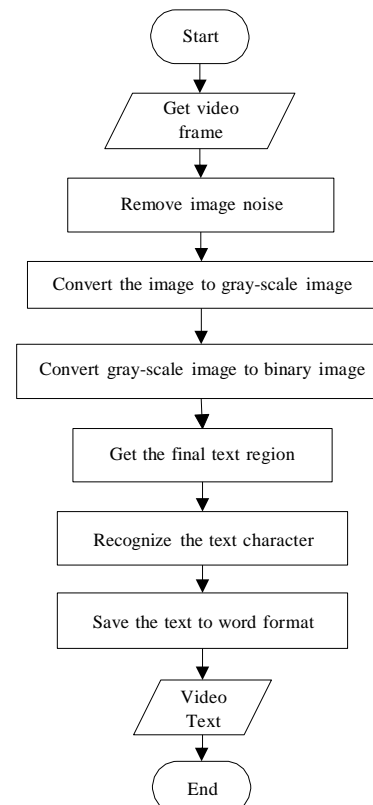 Start
Get video
frame
Remove image noise
Convert the image to gray-scale image
Convert gray-scale image to binary image
Get the final text region
Recognize the text character
Save the text to word format
Video
Text
End